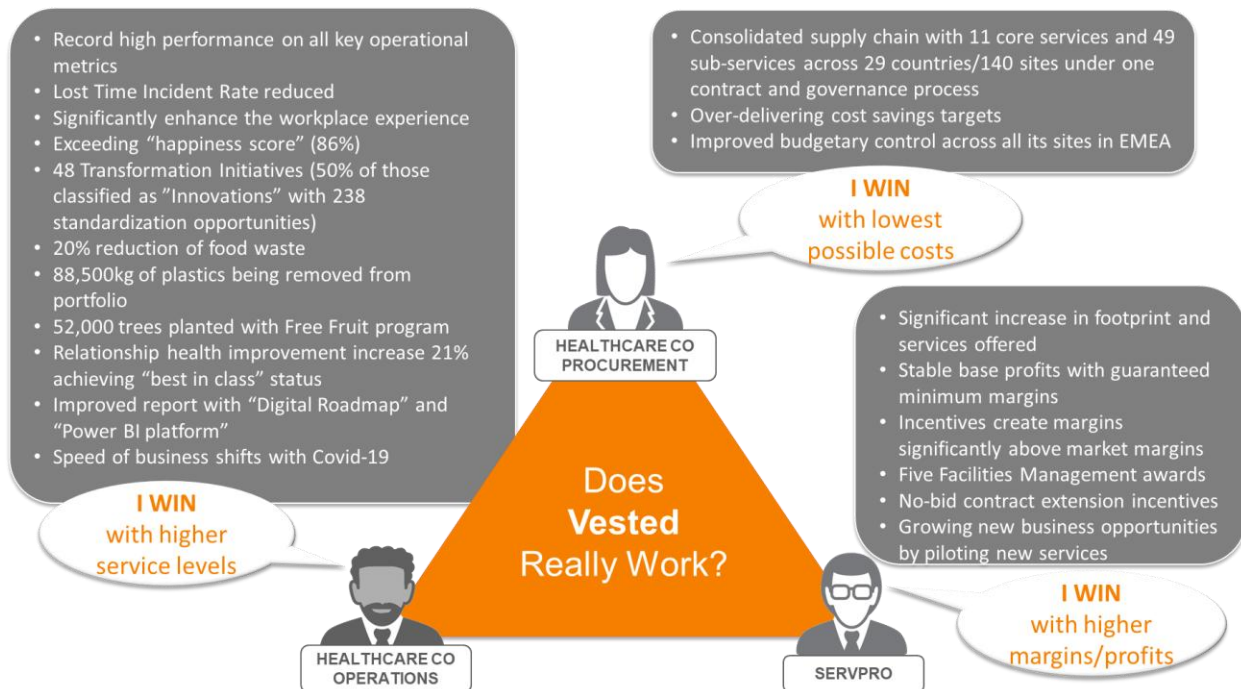 • Record high performance on all key operational
metrics
• Lost Time Incident Rate reduced
• Significantly enhance the workplace experience
• Exceeding “happiness score” (86%)
• 48 Transformation Initiatives (50% of those
classified as ”Innovations” with 238
standardization opportunities)
• 20% reduction of food waste
• 88,500kg of plastics being removed from
portfolio
• 52,000 trees planted with Free Fruit program
• Relationship health improvement increase 21%
achieving “best in class” status
• Improved report with “Digital Roadmap” and
“Power BI platform”
• Speed of business shifts with Covid-19
I WIN
with higher
service levels
HEALTHCARE CO
OPERATIONS
• Consolidated supply chain with 11 core services and 49
sub-services across 29 countries/140 sites under one
contract and governance process
• Over-delivering cost savings targets
• Improved budgetary control across all its sites in EMEA
I WIN
with lowest
possible costs
HEALTHCARE CO
PROCUREMENT
Does
Vested
Really Work?
• Significant increase in footprint and
services offered
• Stable base profits with guaranteed
minimum margins
• Incentives create margins
significantly above market margins
• Five Facilities Management awards
• No-bid contract extension incentives
• Growing new business opportunities
by piloting new services
I WIN
with higher
margins/profits
SERVPRO